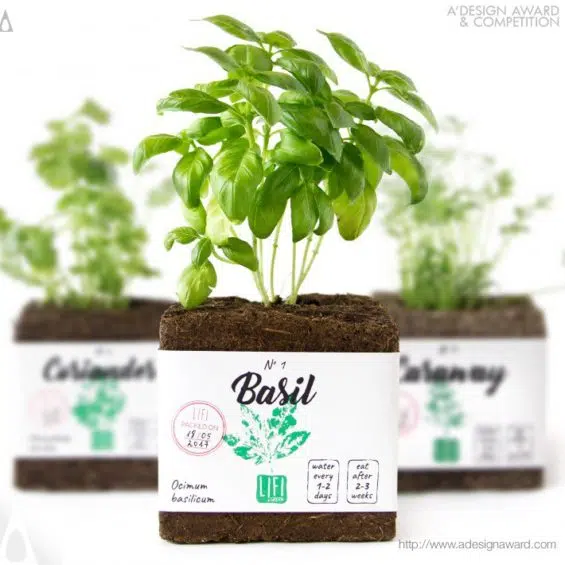 A'DESIGN AWARD
& COMPETITION
Nº 1
Basil
LIFI
PACKED ON
19/05
2017
water
every
1-2
days
eat
after
2-3
weeks
LIFI
Ocimum
basilicum
Coriander
Caraway
http://www.adesignaward.com